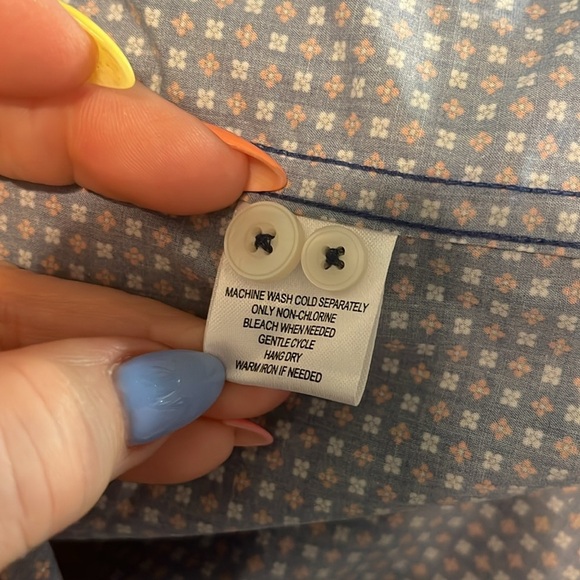 MACHINE WASH COLD SEPARATELY
ONLY NON-CHLORINE
BLEACH WHEN NEEDED
GENTLE CYCLE
HANG DRY
WARM IRON IF NEEDED